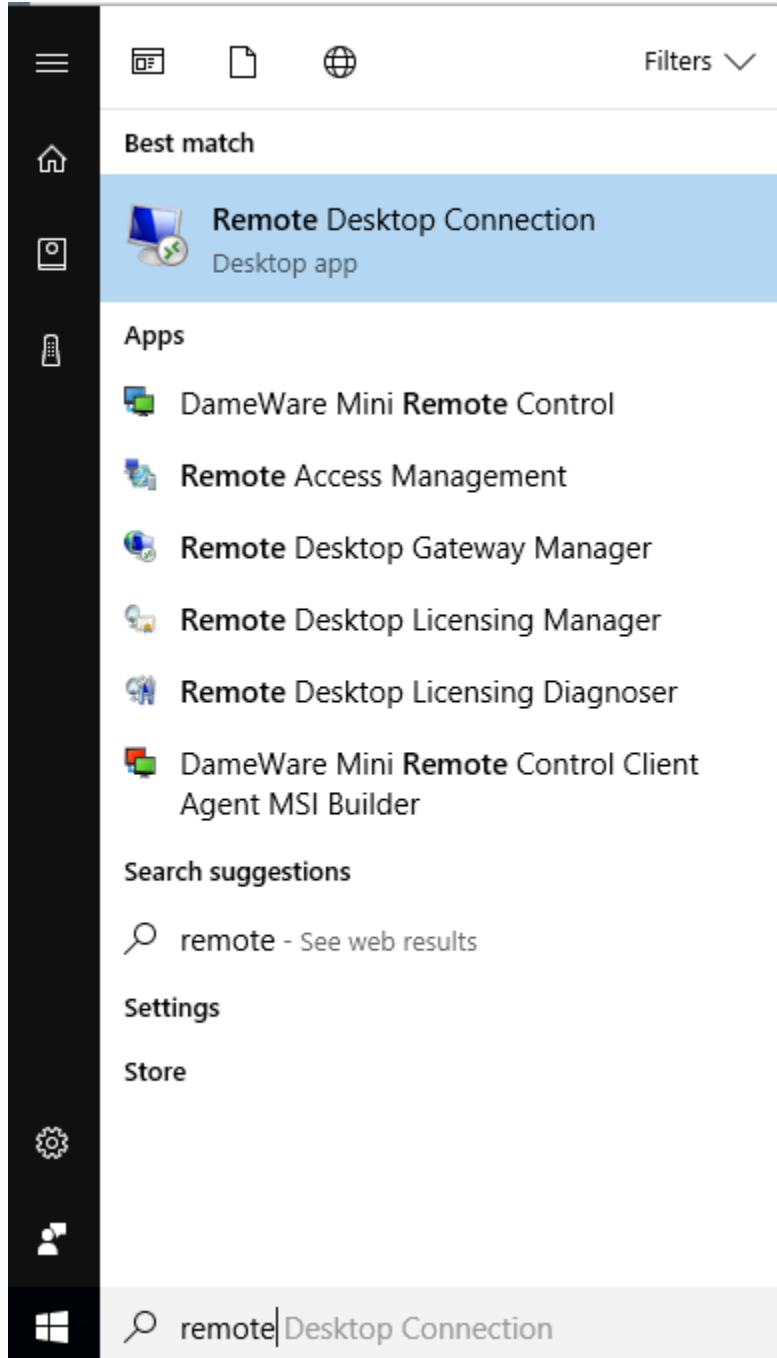 Filters
Best match
Remote Desktop Connection
Desktop app
Apps
DameWare Mini Remote Control
Remote Access Management
Remote Desktop Gateway Manager
Remote Desktop Licensing Manager
Remote Desktop Licensing Diagnoser
DameWare Mini Remote Control Client
Agent MSI Builder
Search suggestions
remote - See web results
Settings
Store
remote Desktop Connection